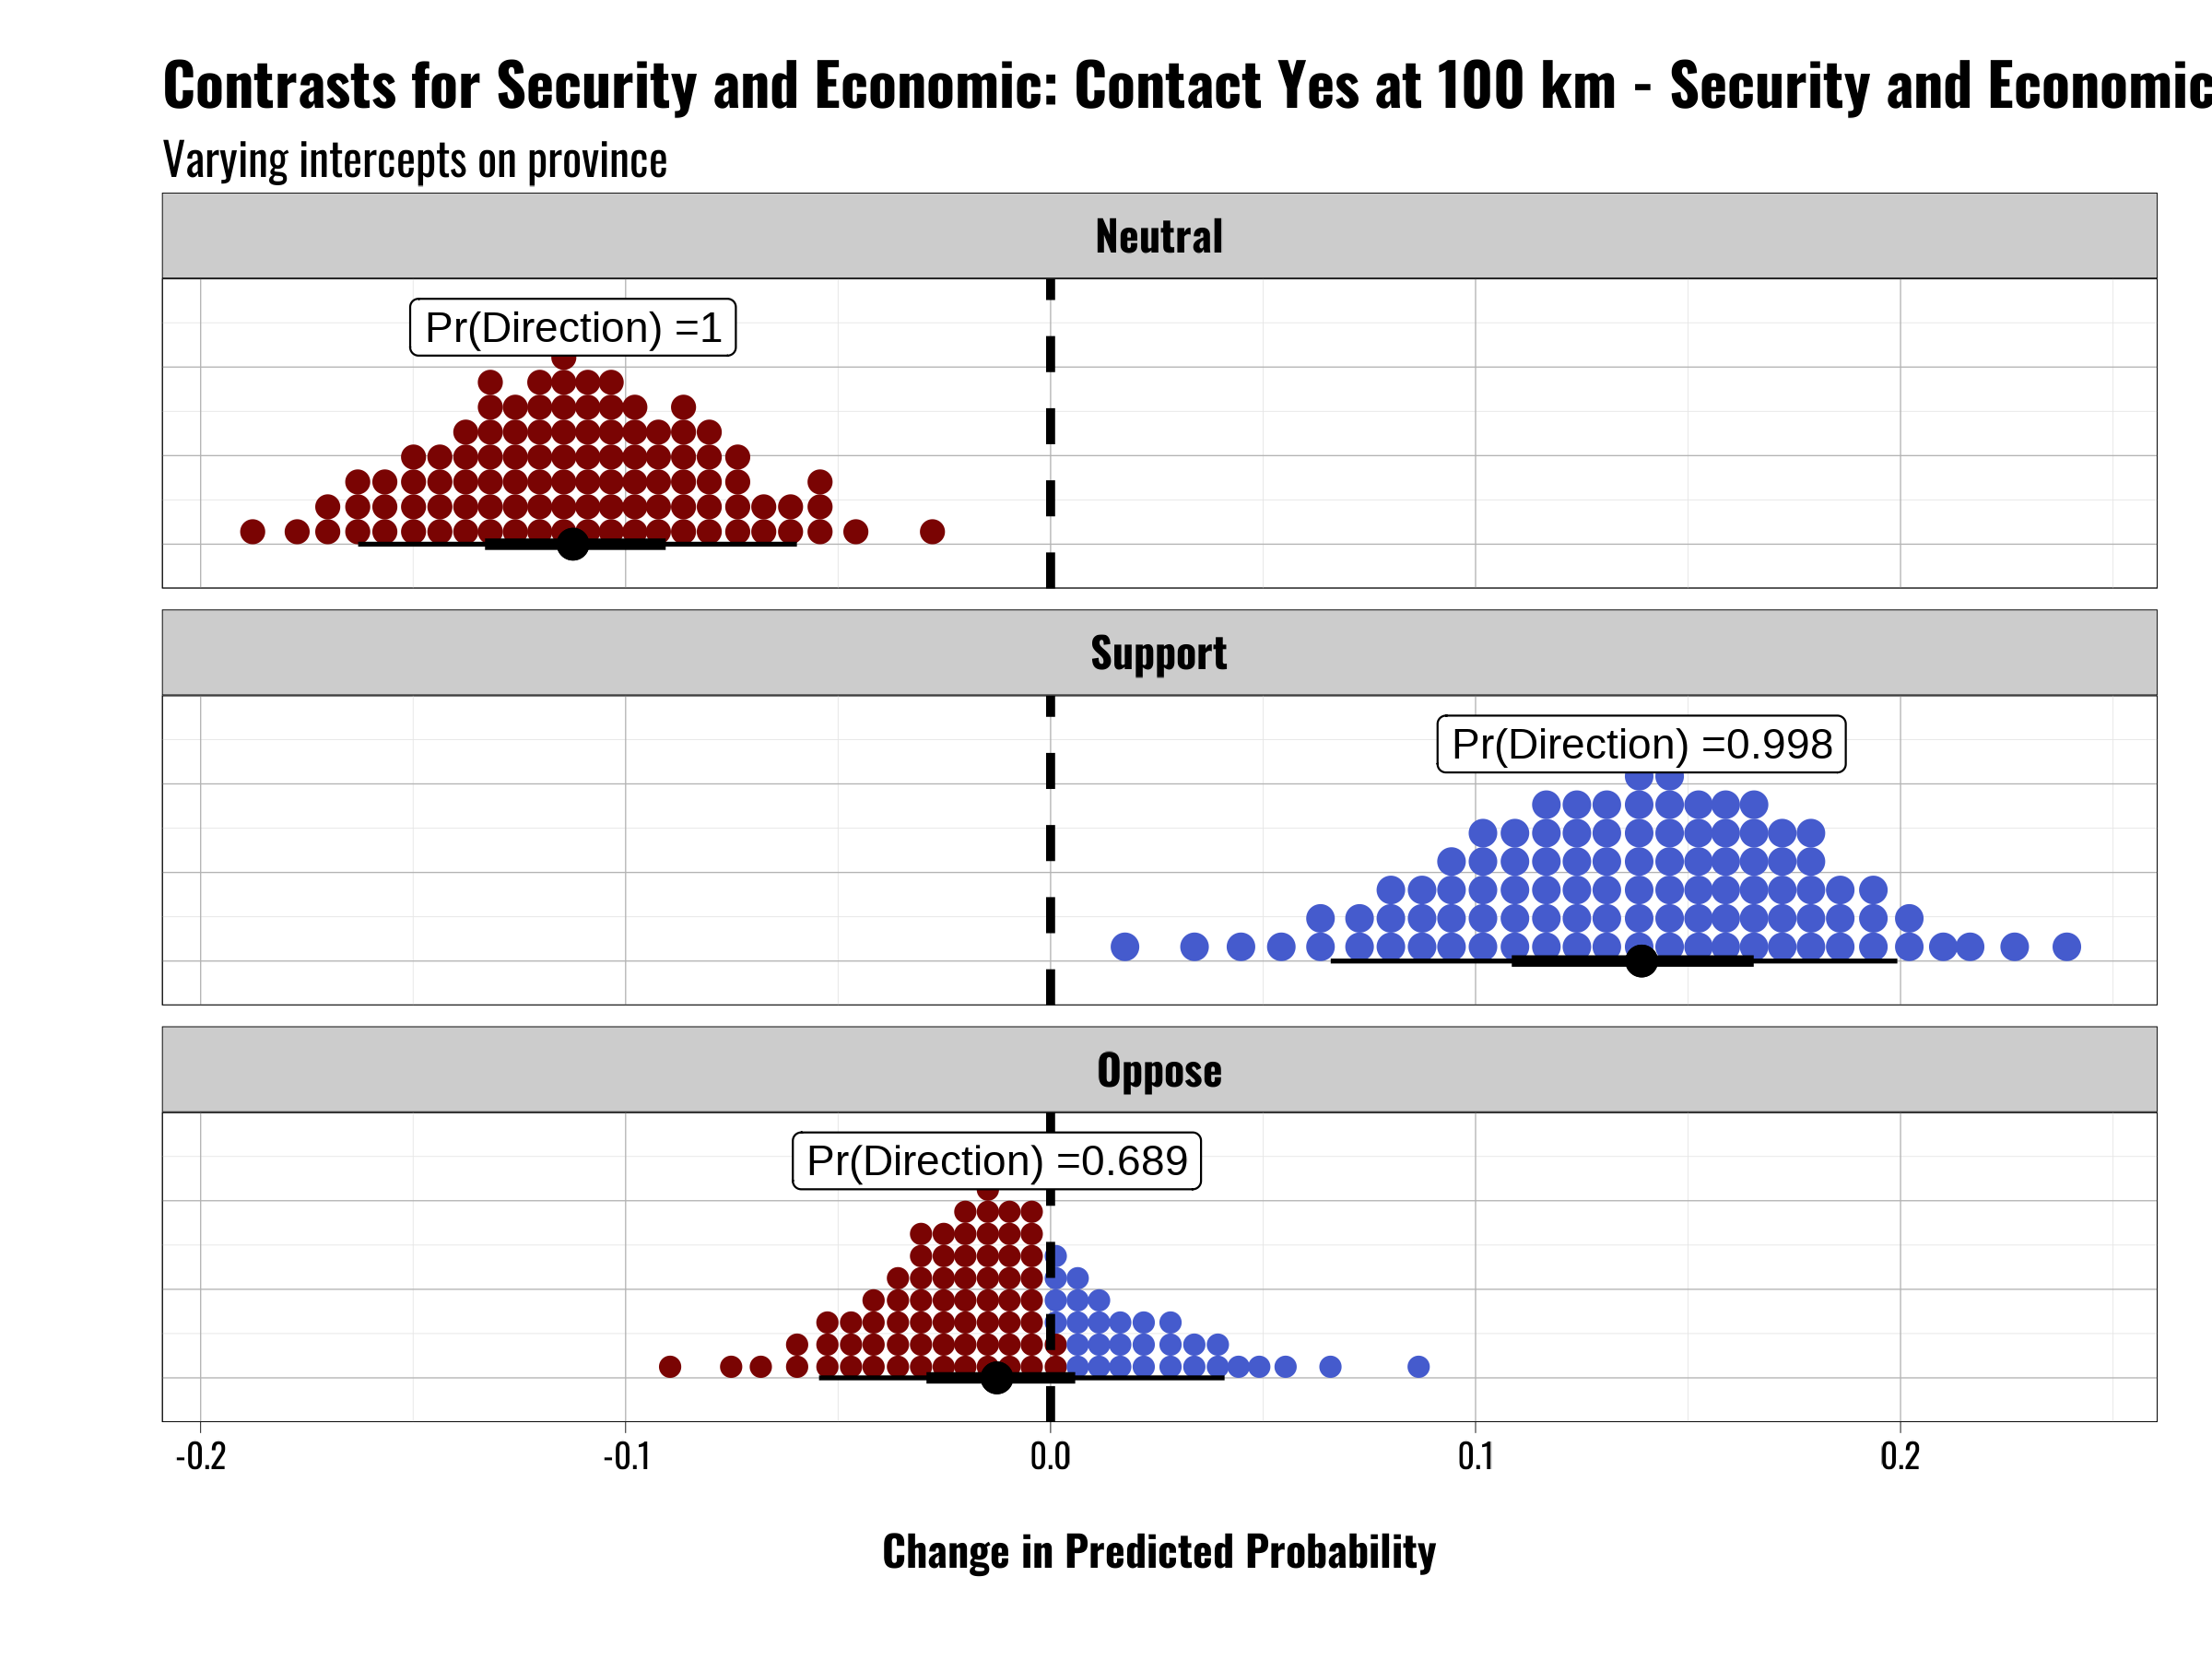 Contrasts for Security and Economic: Contact Yes at 100 km - Security and Economic
Varying intercepts on province
Neutral
Pr(Direction) =1
Support
Pr(Direction) =0.998
Oppose
Pr(Direction) =0.689
-0.2 -0.1 0.0 0.1 0.2
Change in Predicted Probability